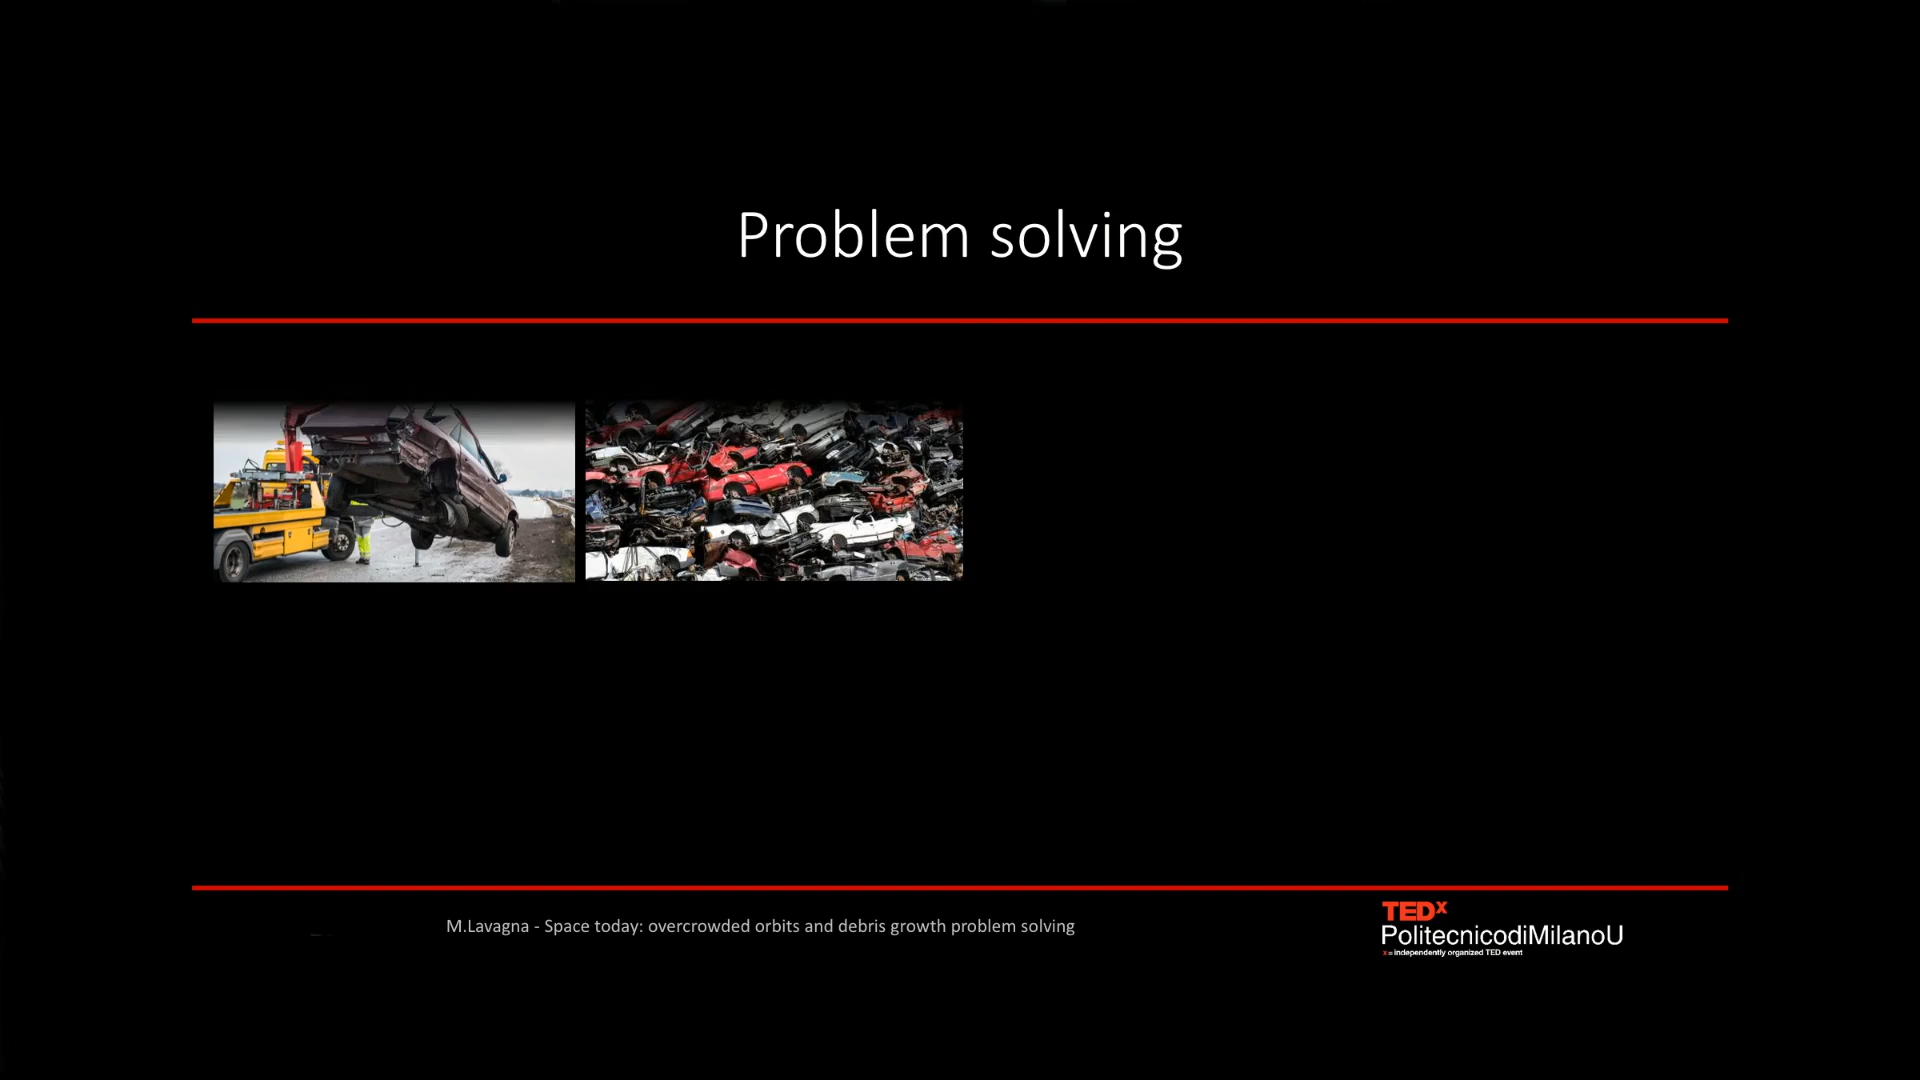 Problem solving
M.Lavagna - Space today: overcrowded orbits and debris growth problem solving
TEDx
PolitecnicodiMilanoU
x = independently organized TED event